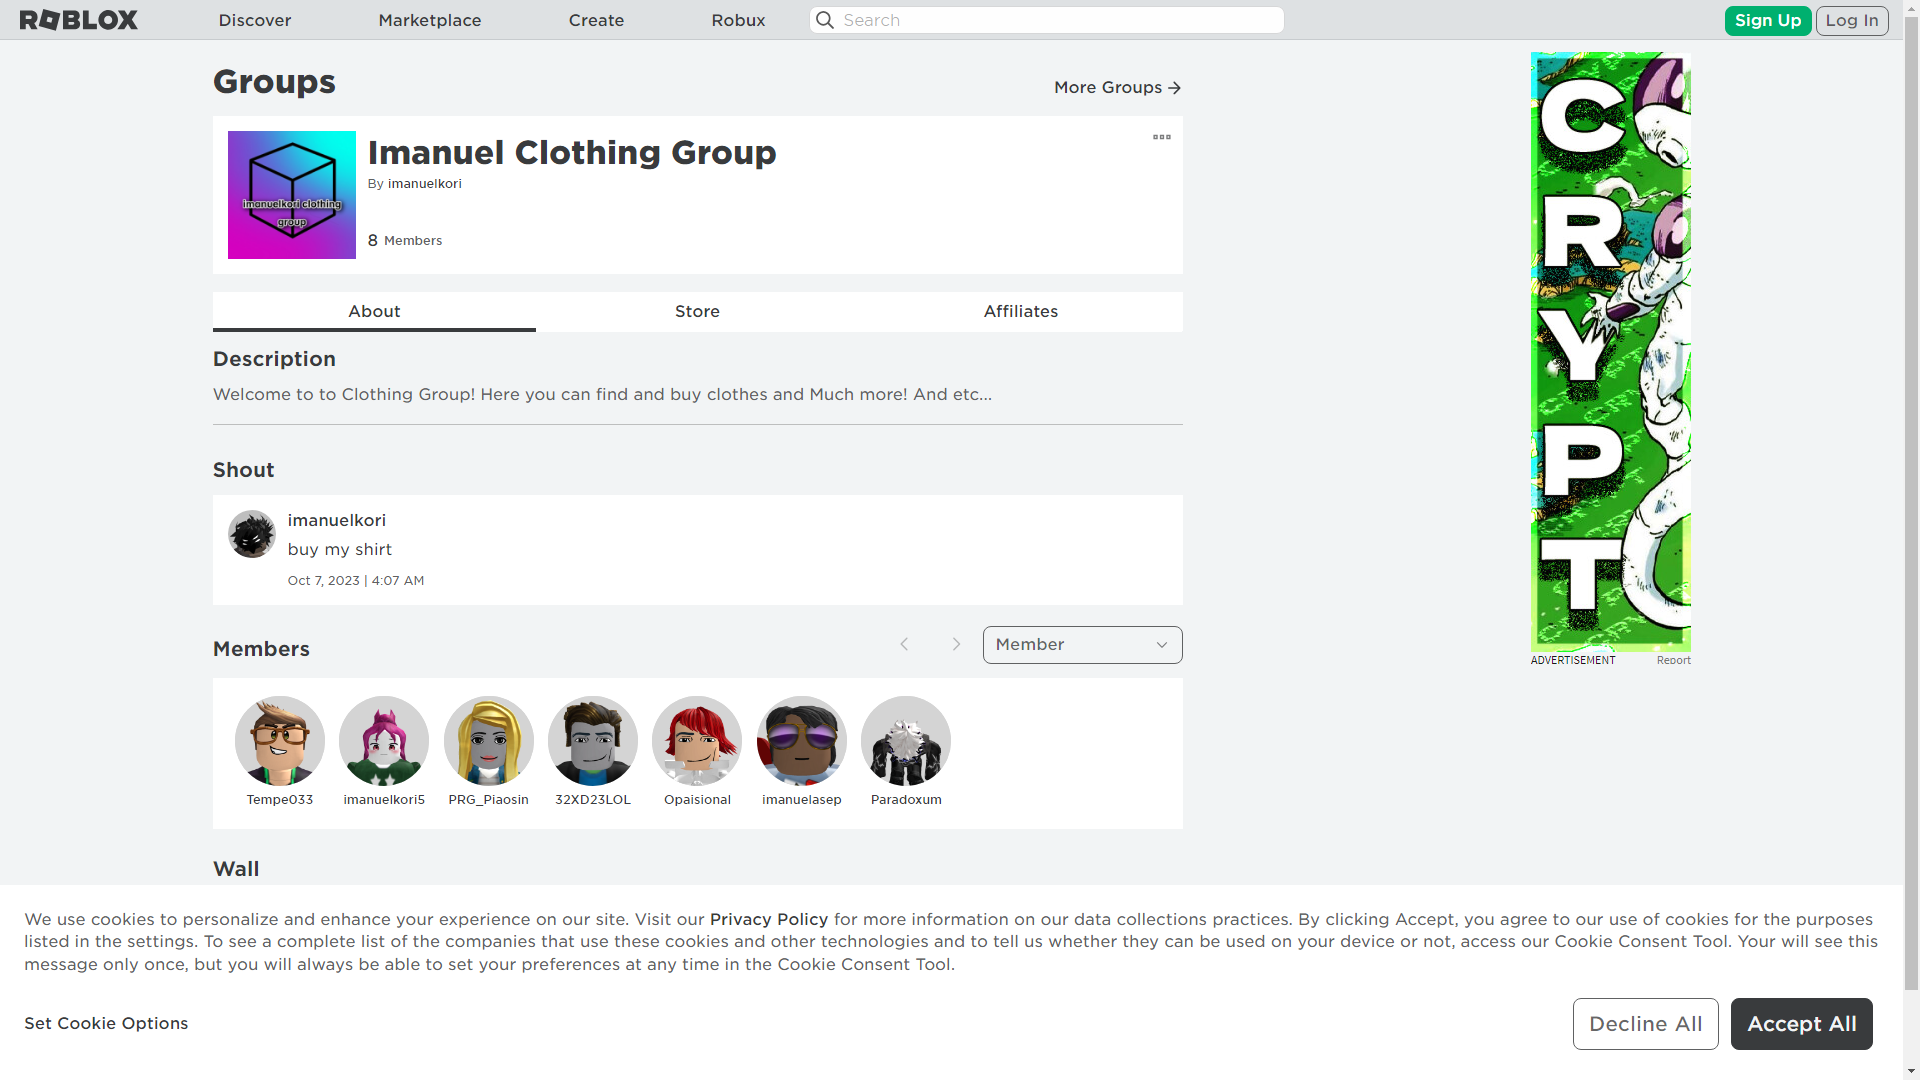 ROBLOX
Discover
Marketplace
Create
Robux
Search
Sign Up
Log In
Groups
More Groups
imanuelkori clothing
group
Imanuel Clothing Group
By imanuelkori
8 Members
About
Store
Affiliates
Description
Welcome to to Clothing Group! Here you can find and buy clothes and Much more! And etc...
Shout
imanuelkori
buy my shirt
Oct 7, 2023 | 4:07 AM
Members
Member
Tempe033
imanuelkori5
PRG_Piaosin
32XD23LOL
Opaisional
imanuelasep
Paradoxum
Wall
CRYPT
ADVERTISEMENT
Report
We use cookies to personalize and enhance your experience on our site. Visit our Privacy Policy for more information on our data collections practices. By clicking Accept, you agree to our use of cookies for the purposes
listed in the settings. To see a complete list of the companies that use these cookies and other technologies and to tell us whether they can be used on your device or not, access our Cookie Consent Tool. Your will see this
message only once, but you will always be able to set your preferences at any time in the Cookie Consent Tool.
Set Cookie Options
Decline All
Accept All